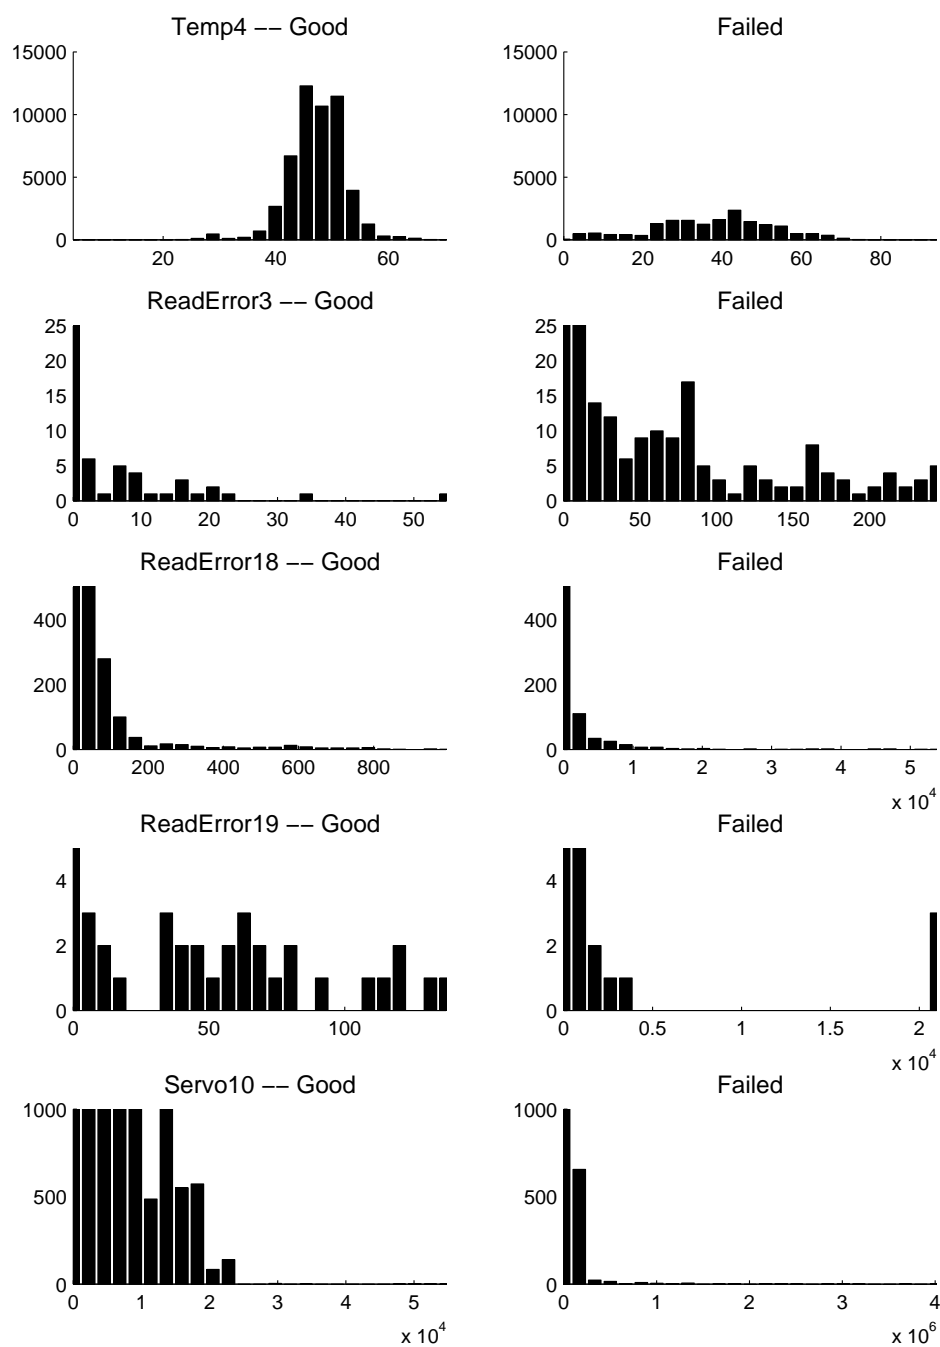 Temp4 −− Good Failed
15000 15000
10000 10000
5000 5000
0 0
20 40 60 0 20 40 60 80
ReadError3 −− Good Failed
25 25
20 20
15 15
10 10
5 5
0 0
0 10 20 30 40 50 0 50 100 150 200
ReadError18 −− Good Failed
400 400
200 200
0 0
0 200 400 600 800 0 1 2 3 4 5
x 10^4
ReadError19 −− Good Failed
4 4
2 2
0 0
0 50 100 0 0.5 1 1.5 2
x 10^4
Servo10 −− Good Failed
1000 1000
500 500
0 0
0 1 2 3 4 5 0 1 2 3 4
x 10^4 x 10^6